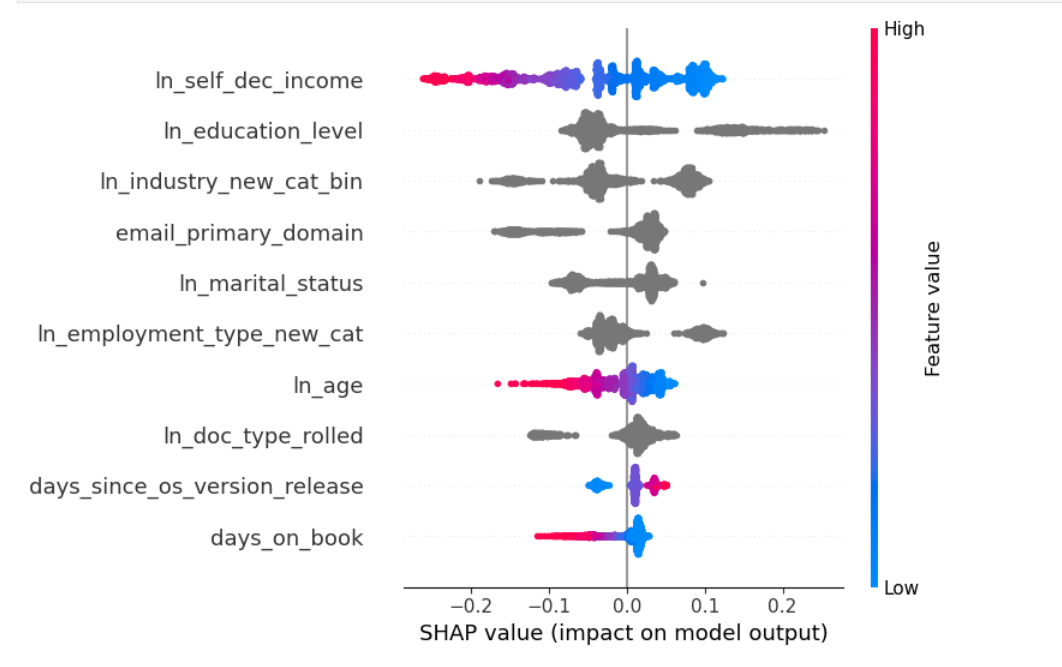 High
ln_self_dec_income
ln_education_level
ln_industry_new_cat_bin
email_primary_domain
ln_marital_status
ln_employment_type_new_cat
ln_age
ln_doc_type_rolled
days_since_os_version_release
days_on_book
Feature value
Low
−0.2 −0.1 0.0 0.1 0.2
SHAP value (impact on model output)